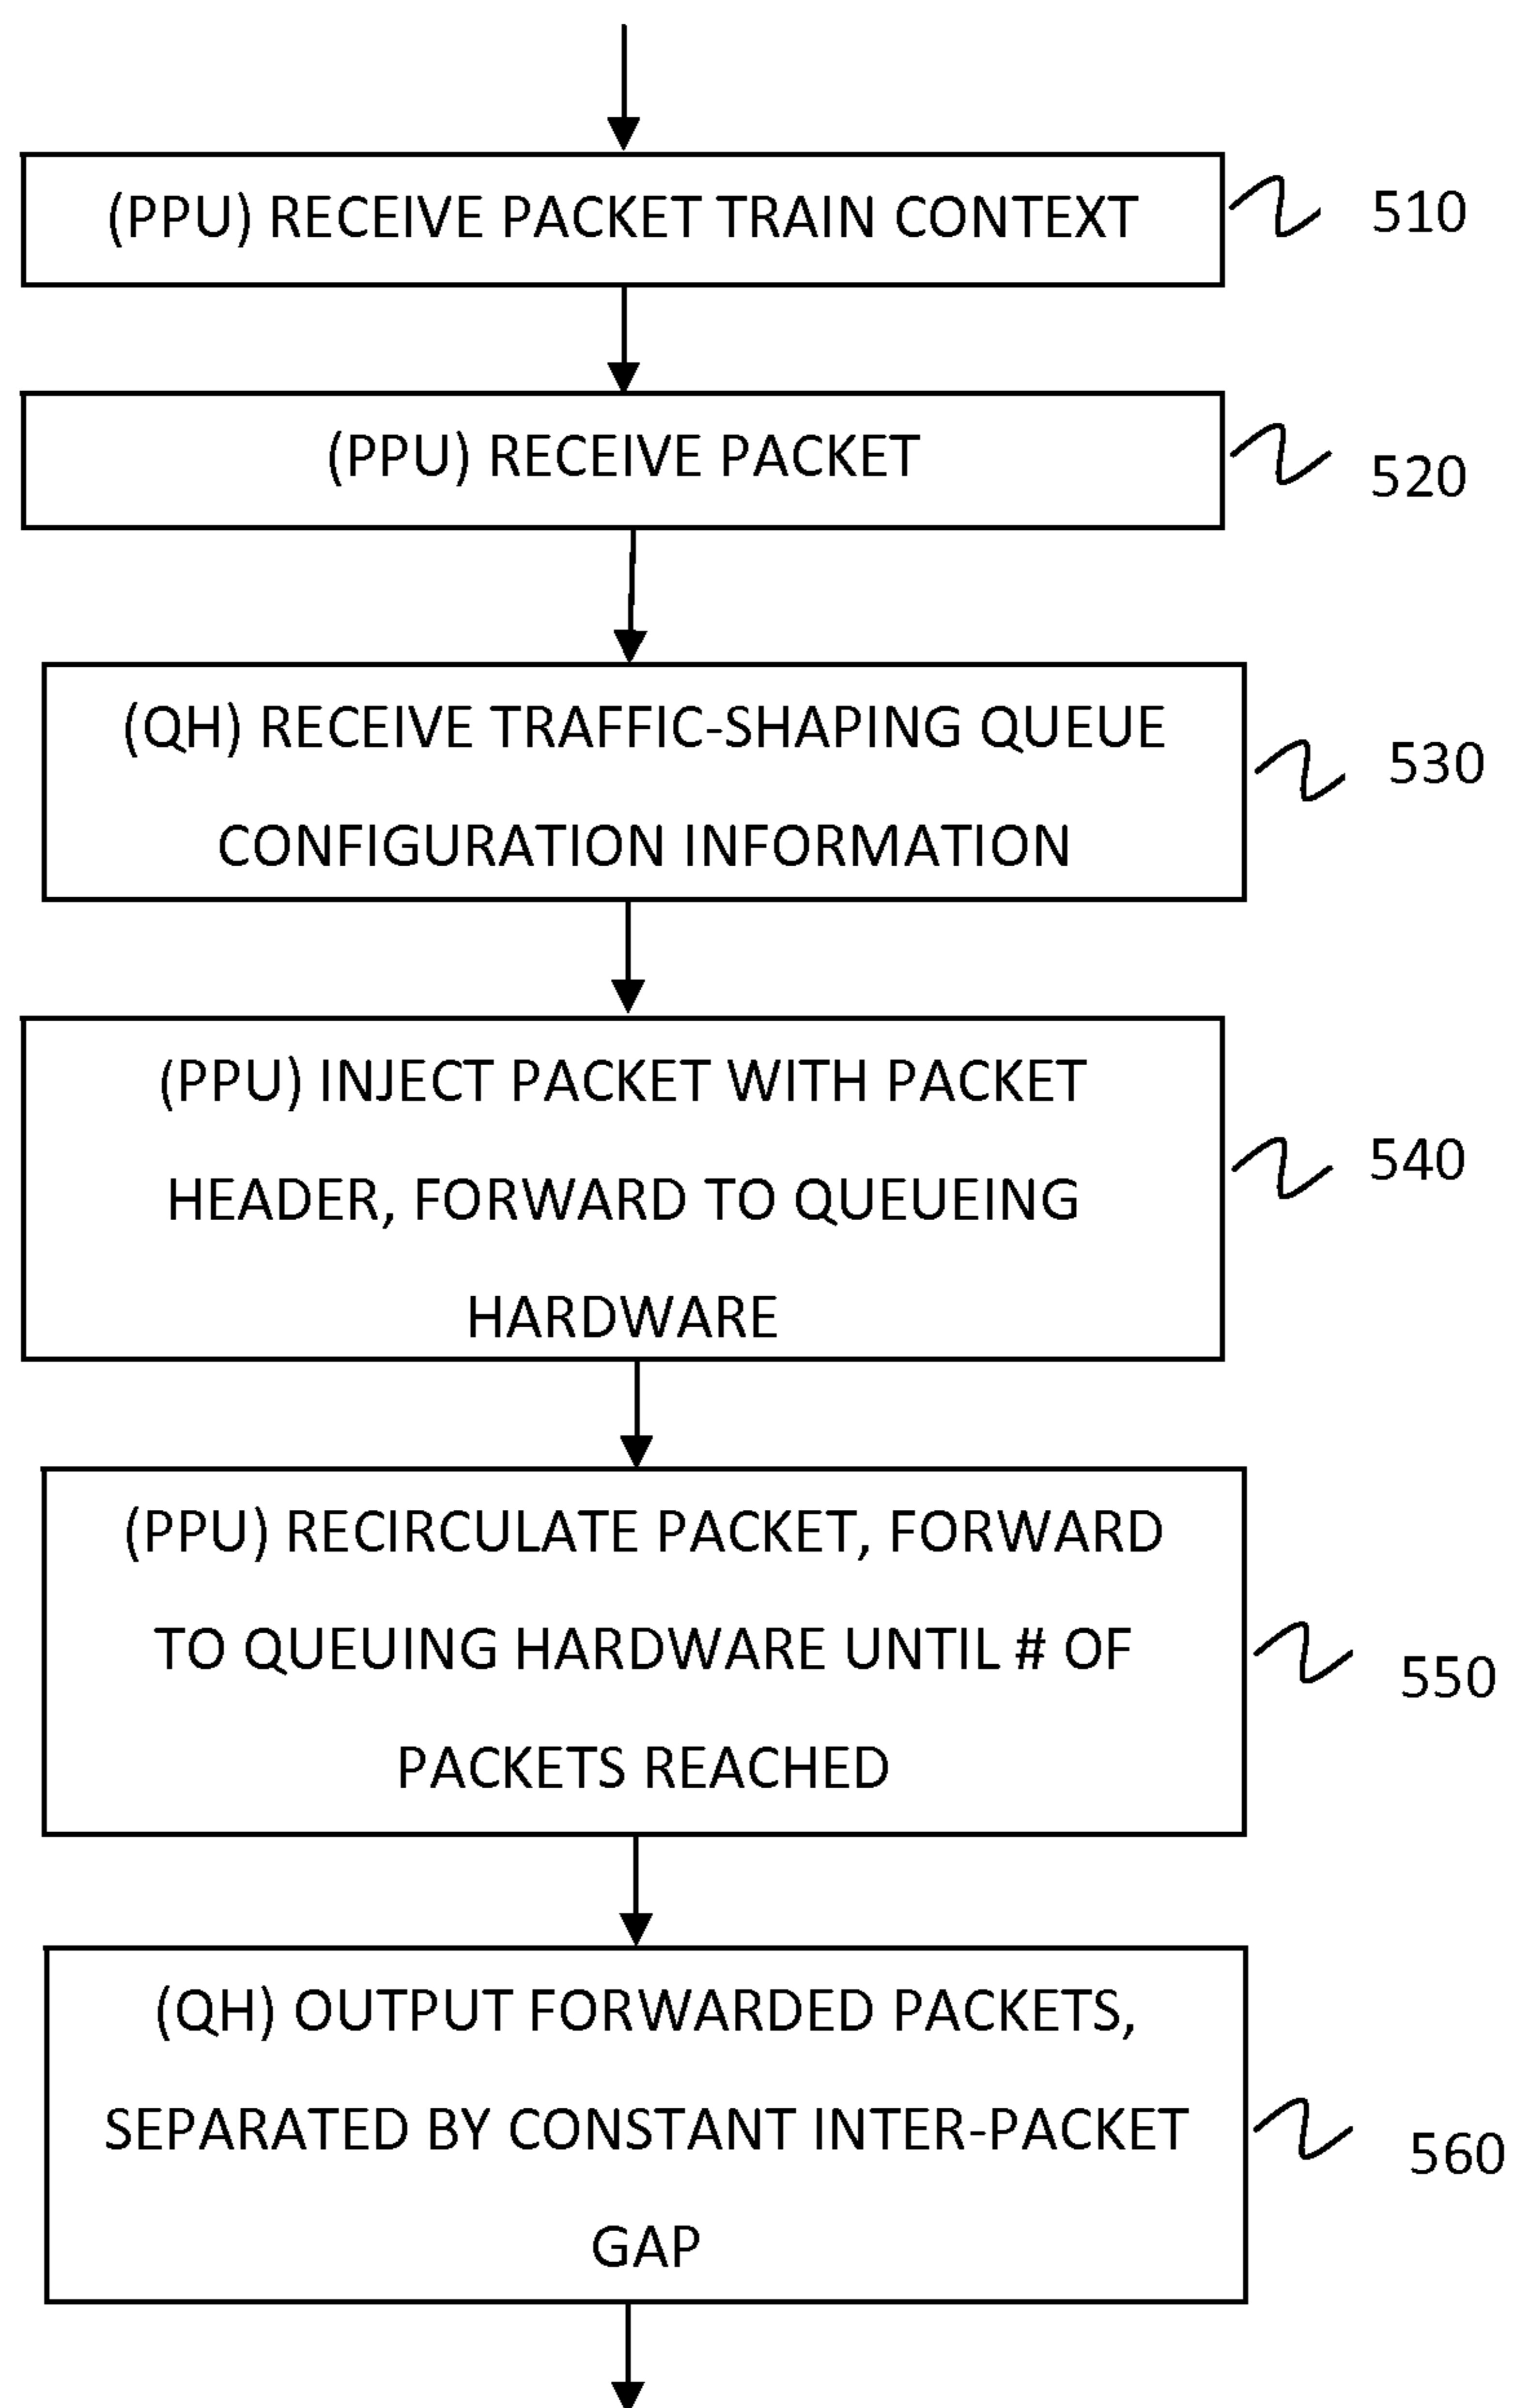 (PPU) RECEIVE PACKET TRAIN CONTEXT
510
(PPU) RECEIVE PACKET
520
(QH) RECEIVE TRAFFIC-SHAPING QUEUE
CONFIGURATION INFORMATION
530
(PPU) INJECT PACKET WITH PACKET
HEADER, FORWARD TO QUEUEING
HARDWARE
540
(PPU) RECIRCULATE PACKET, FORWARD
TO QUEUING HARDWARE UNTIL # OF
PACKETS REACHED
550
(QH) OUTPUT FORWARDED PACKETS,
SEPARATED BY CONSTANT INTER-PACKET
GAP
560